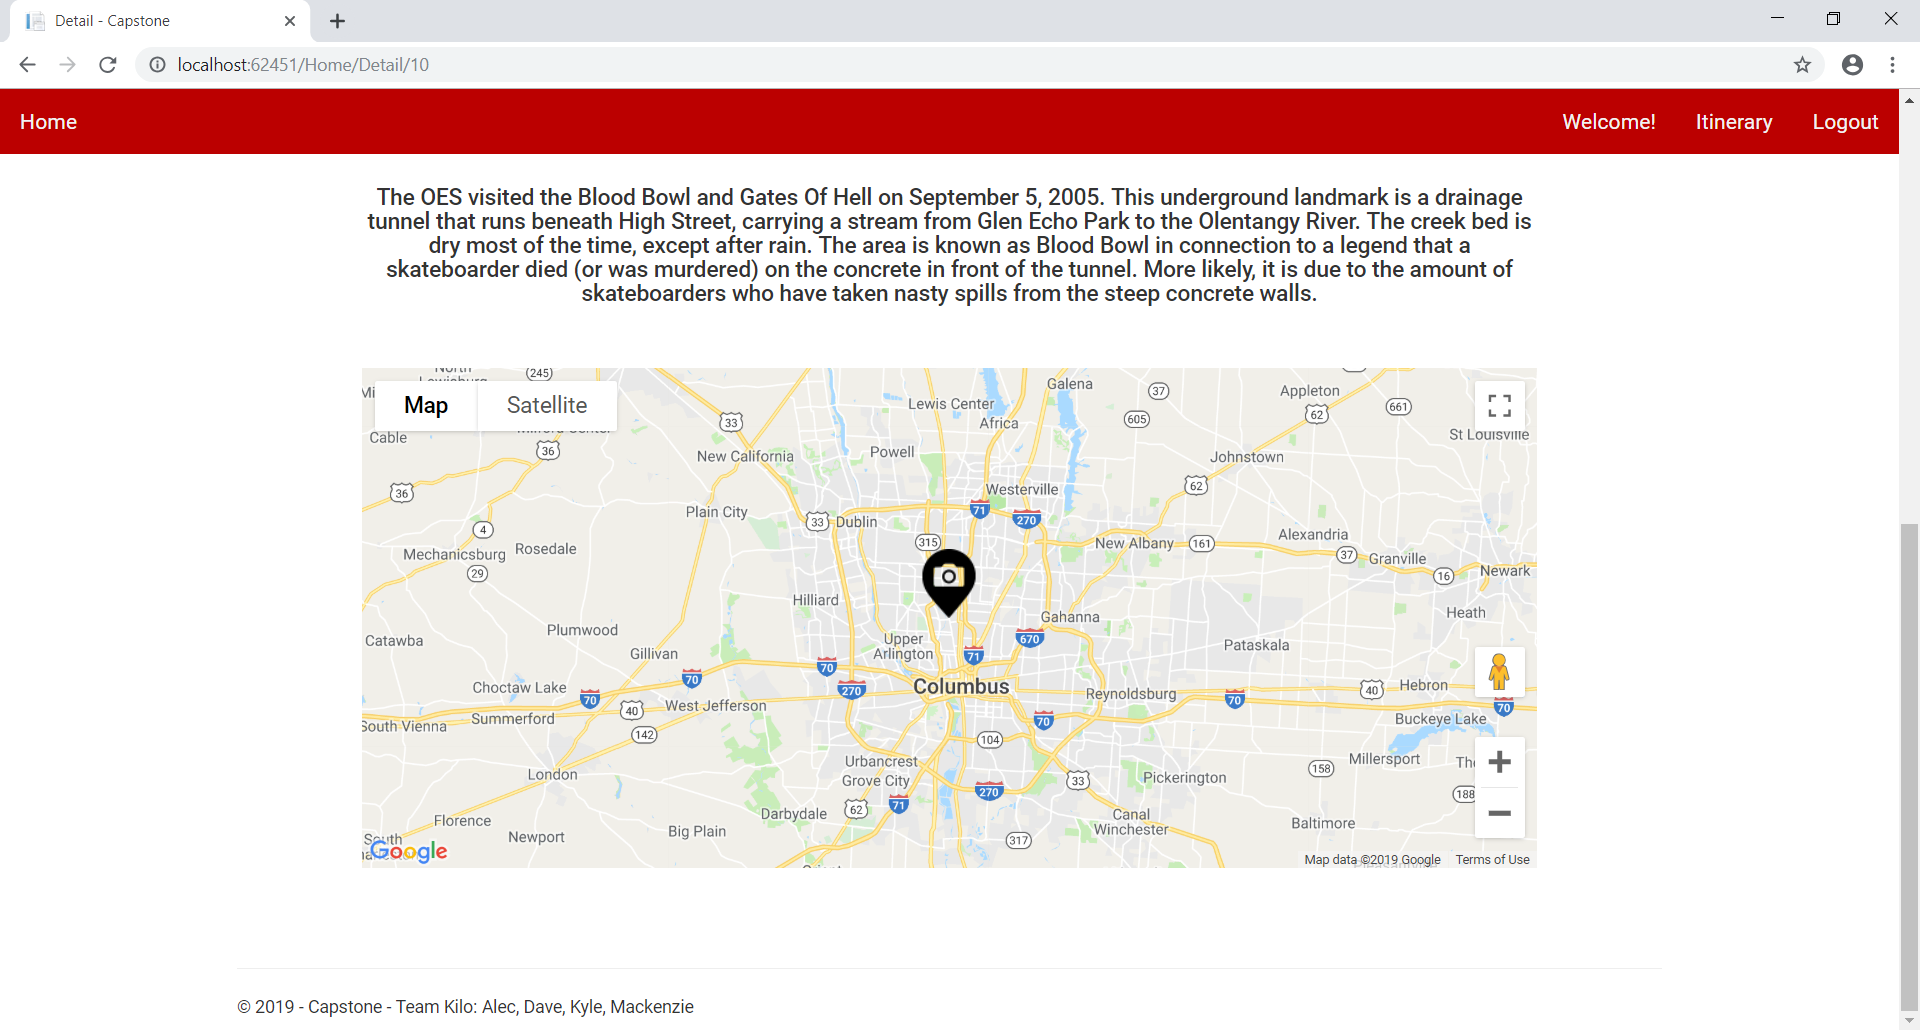 Detail - Capstone
localhost:62451/Home/Detail/10
Home Welcome! Itinerary Logout
The OES visited the Blood Bowl and Gates Of Hell on September 5, 2005. This underground landmark is a drainage
tunnel that runs beneath High Street, carrying a stream from Glen Echo Park to the Olentangy River. The creek bed is
dry most of the time, except after rain. The area is known as Blood Bowl in connection to a legend that a
skateboarder died (or was murdered) on the concrete in front of the tunnel. More likely, it is due to the amount of
skateboarders who have taken nasty spills from the steep concrete walls.
245
Galena
37
Appleton
Map Satellite
Lewis Center
661
62
605
33
Africa
Cable
St Louisville
36
New California
Powell
Johnstown
62
36
Westerville
Plain City
71
270
33 Dublin
4
315
New Albany 161
Alexandria
Mechanicsburg
Rosedale
37
Granville
29
16
Newark
Hilliard
Heath
Gahanna
Plumwood
Catawba
Upper
Arlington
670
Pataskala
Gillivan
71
70
70
270
Columbus
Choctaw Lake
70
Reynoldsburg
70
40
Hebron
West Jefferson
40
70
Summerford
South Vienna
70
Buckeye Lake
142
104
Urbancrest
Millersport
158
London
Grove City
33
Pickerington
270
188
71
62
Darbydale
Canal
Winchester
Florence
Baltimore
Newport
Big Plain
317
Google
Map data ©2019 Google Terms of Use
© 2019 - Capstone - Team Kilo: Alec, Dave, Kyle, Mackenzie